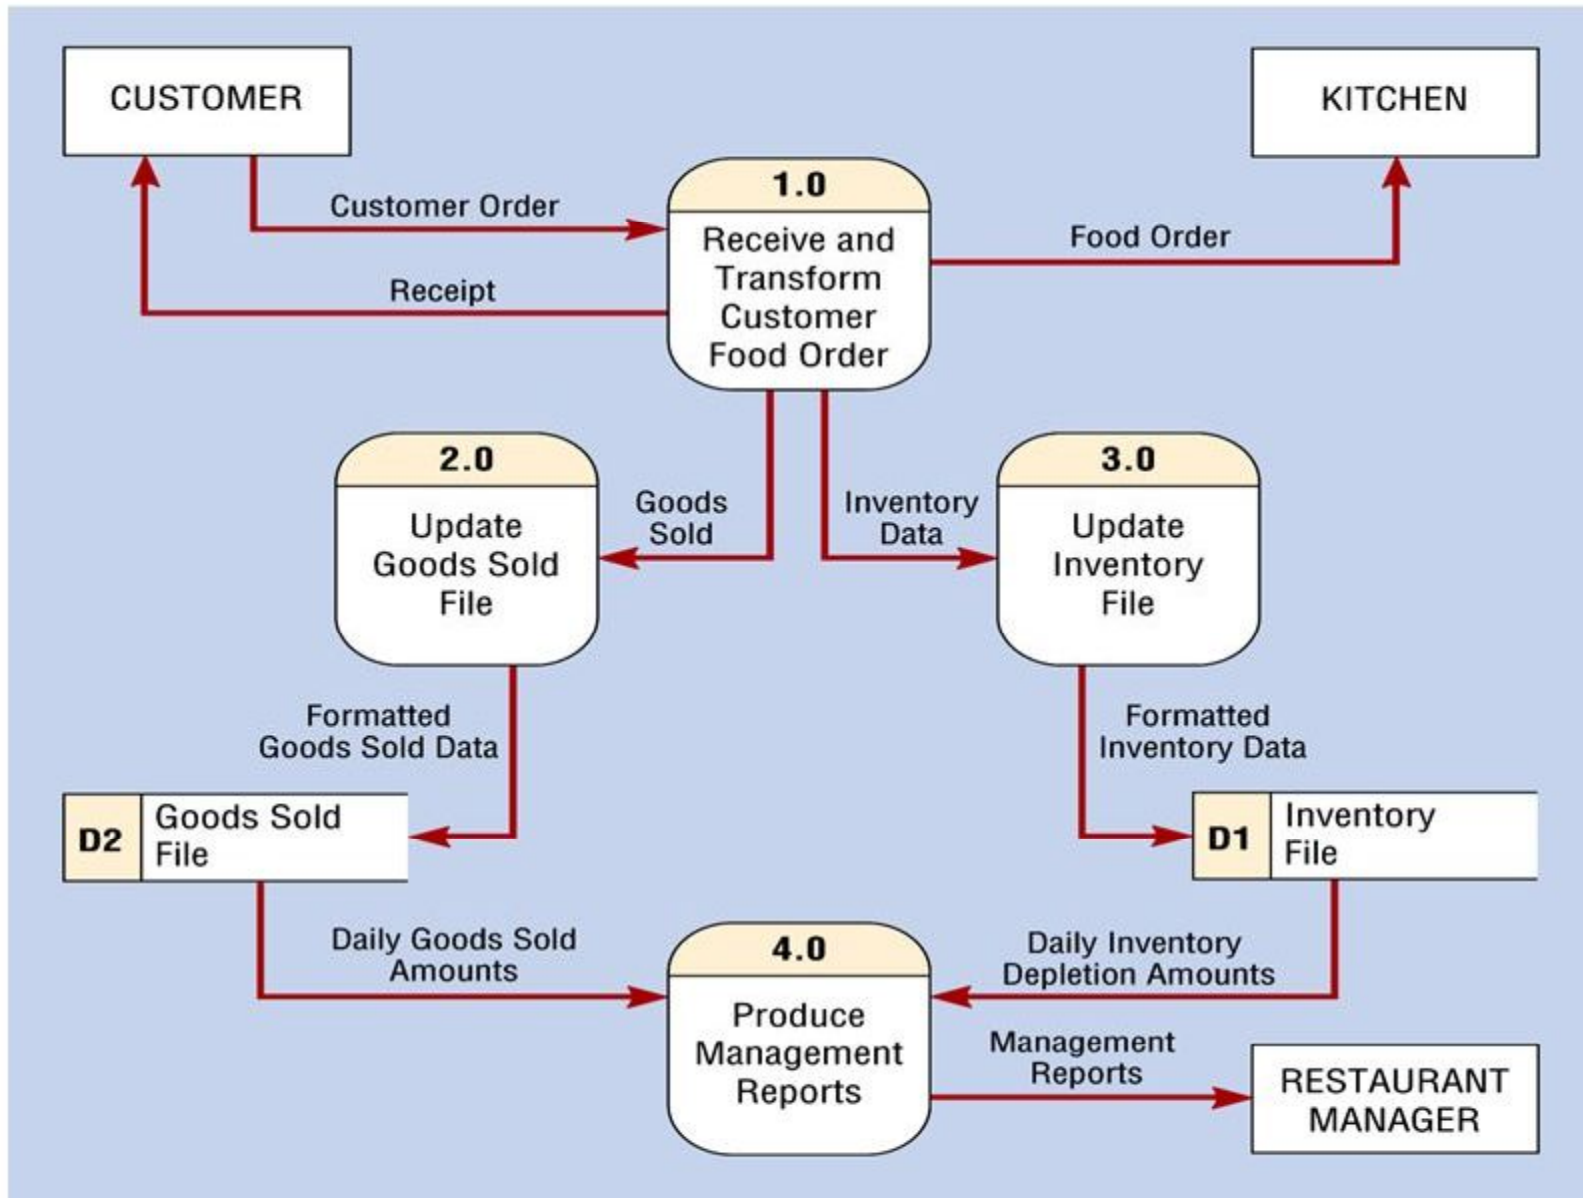 CUSTOMER
KITCHEN
1.0
Receive and
Transform
Customer
Food Order
Customer Order
Receipt
Food Order
2.0
Update
Goods Sold
File
Goods
Sold
Inventory
Data
3.0
Update
Inventory
File
Formatted
Goods Sold Data
Formatted
Inventory Data
D2
Goods Sold
File
D1
Inventory
File
Daily Goods Sold
Amounts
4.0
Produce
Management
Reports
Daily Inventory
Depletion Amounts
Management
Reports
RESTAURANT
MANAGER